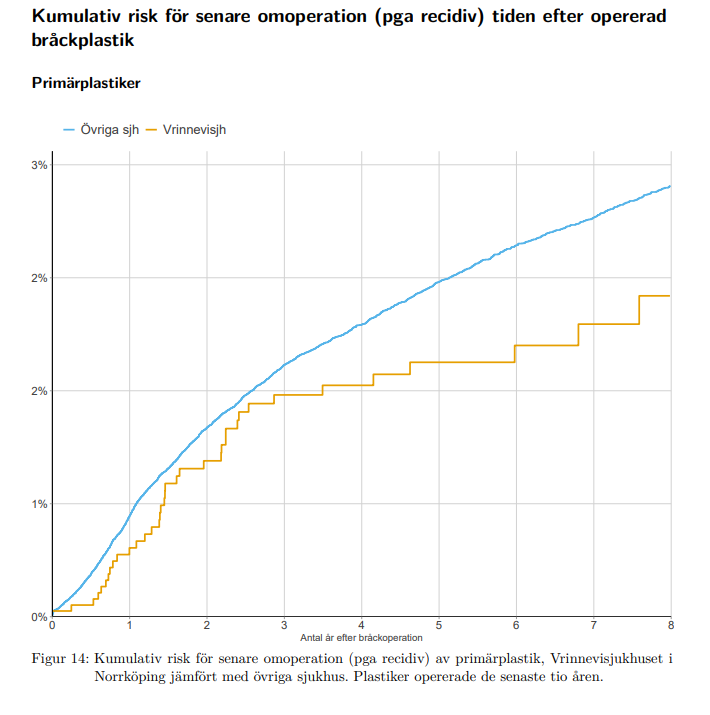 Kumulativ risk för senare omoperation (pga recidiv) tiden efter opererad
bråckplastik
Primärplastiker
Övriga sjh Vrinnevisjh
3%
2%
2%
1%
0%
0 1 2 3 4 5 6 7 8
Antal år efter bråckoperation
Figur 14: Kumulativ risk för senare omoperation (pga recidiv) av primärplastik, Vrinnevisjukhuset i
Norrköping jämfört med övriga sjukhus. Plastiker opererade de senaste tio åren.